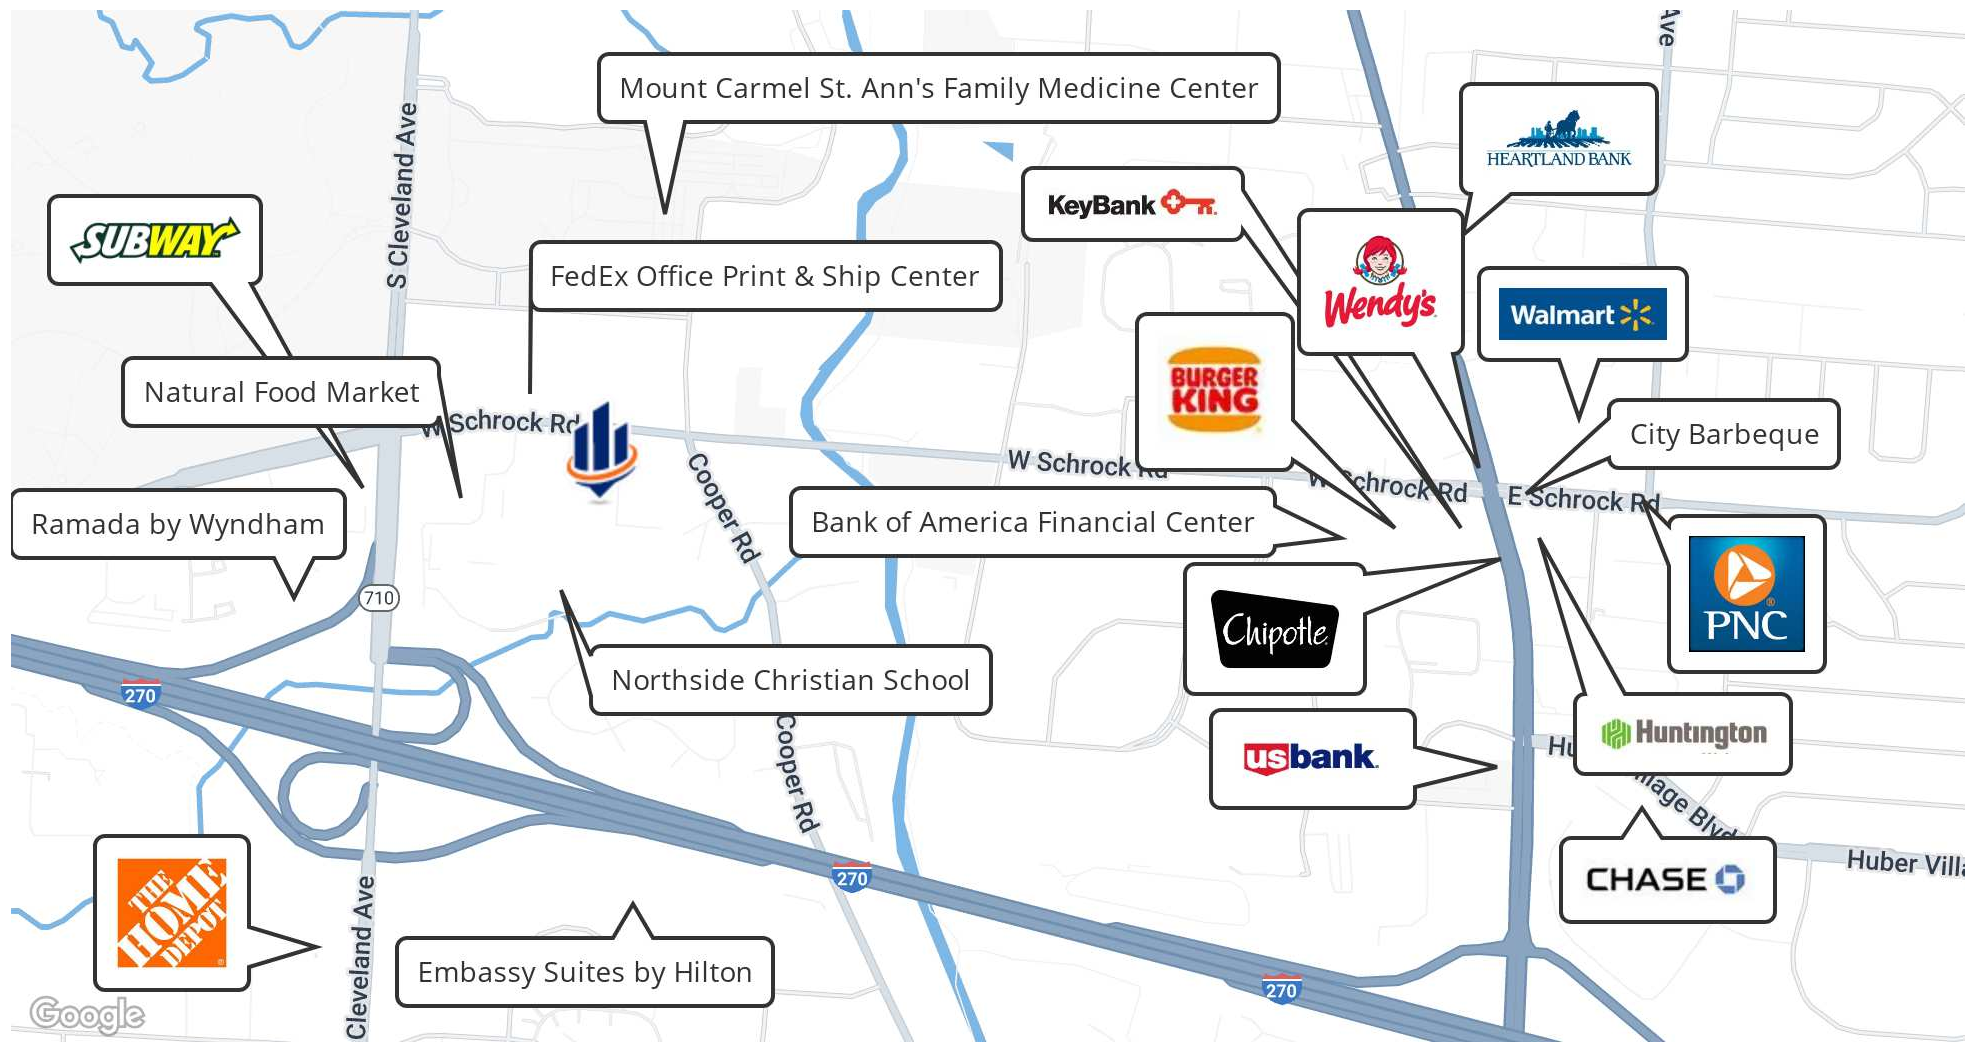 Ave
Mount Carmel St. Ann's Family Medicine Center
HEARTLAND BANK
S Cleveland Ave
KeyBank
SUBWAY
Wendy's
FedEx Office Print & Ship Center
Walmart
BURGER
KING
Natural Food Market
W Schrock Rd
City Barbeque
W Schrock Rd
W Schrock Rd
E Schrock Rd
Cooper Rd
Ramada by Wyndham
Bank of America Financial Center
710
PNC
Chipotle
Northside Christian School
270
Cooper Rd
usbank
Huntington
Village Blvd
CHASE
Huber Villa
270
THE
HOME
DEPOT
Cleveland Ave
Embassy Suites by Hilton
270
Google